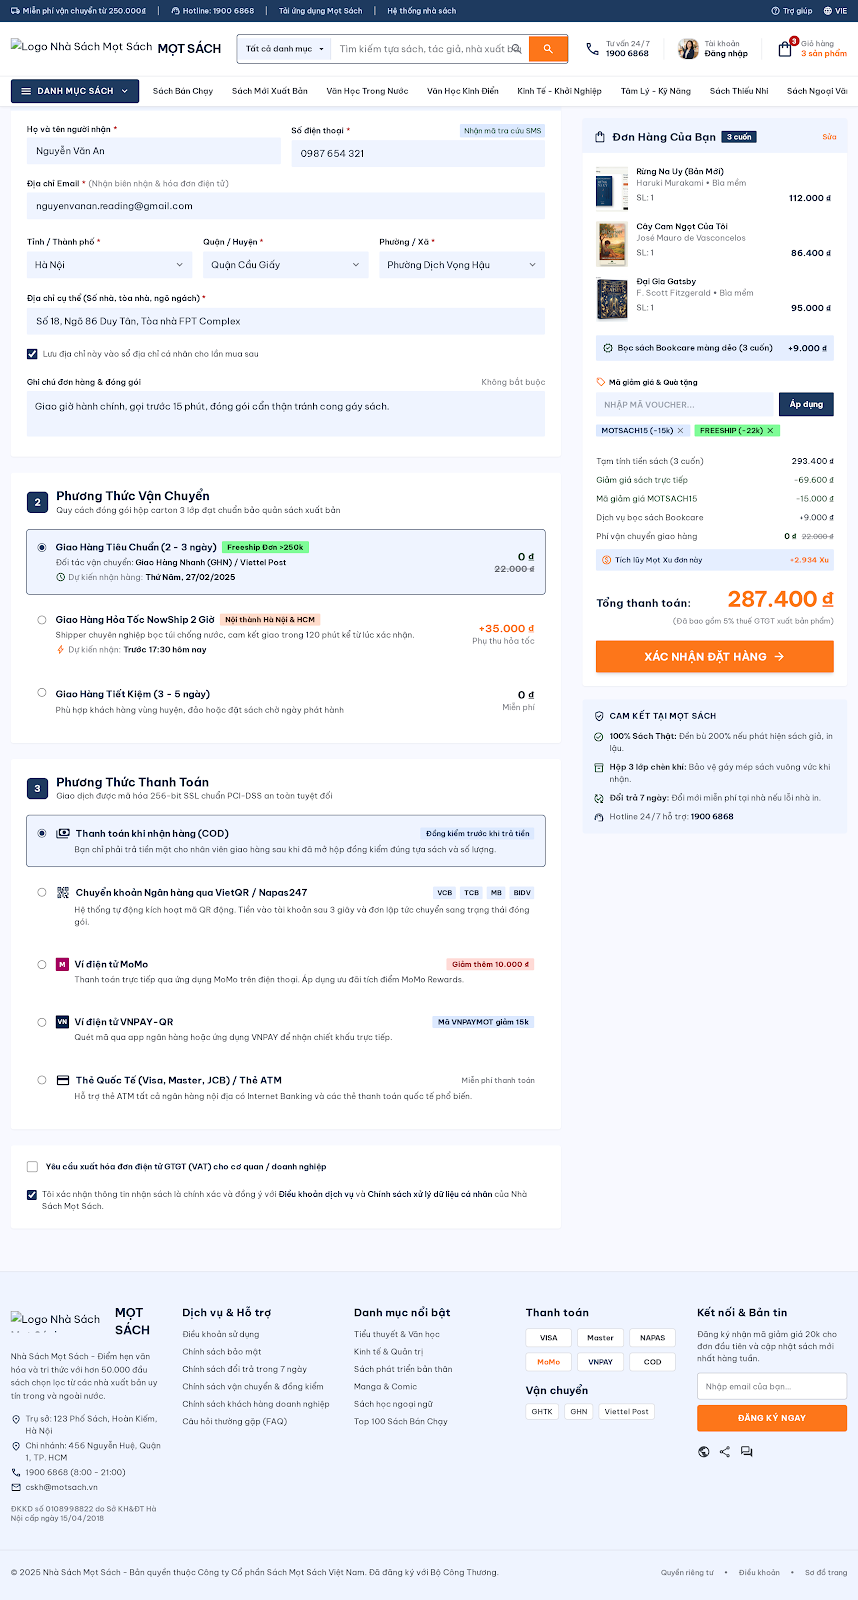 Miễn phí vận chuyển từ 250.000đ | Hotline: 1900 6868 | Tải ứng dụng Mọt Sách | Hệ thống nhà sách
Trợ giúp VIE
Logo Nhà Sách Mọt Sách MỌT SÁCH
Tất cả danh mục
Tìm kiếm tựa sách, tác giả, nhà xuất bả
Tư vấn 24/7
1900 6868
Tài khoản
Đăng nhập
3
Giỏ hàng
3 sản phẩm
DANH MỤC SÁCH
Sách Bán Chạy
Sách Mới Xuất Bản
Văn Học Trong Nước
Văn Học Kinh Điển
Kinh Tế - Khởi Nghiệp
Tâm Lý - Kỹ Năng
Sách Thiếu Nhi
Sách Ngoại Vă
Họ và tên người nhận *
Nguyễn Văn An
Số điện thoại *
Nhận mã tra cứu SMS
0987 654 321
Địa chỉ Email * (Nhận biên nhận & hóa đơn điện tử)
nguyenvanan.reading@gmail.com
Tỉnh / Thành phố *
Hà Nội
Quận / Huyện *
Quận Cầu Giấy
Phường / Xã *
Phường Dịch Vọng Hậu
Địa chỉ cụ thể (Số nhà, tòa nhà, ngõ ngách) *
Số 18, Ngõ 86 Duy Tân, Tòa nhà FPT Complex
Lưu địa chỉ này vào sổ địa chỉ cá nhân cho lần mua sau
Ghi chú đơn hàng & đóng gói
Không bắt buộc
Giao giờ hành chính, gọi trước 15 phút, đóng gói cẩn thận tránh cong gáy sách.
2
Phương Thức Vận Chuyển
Quy cách đóng gói hộp carton 3 lớp đạt chuẩn bảo quản sách xuất bản
Giao Hàng Tiêu Chuẩn (2 - 3 ngày) Freeship Đơn >250k
Đối tác vận chuyển: Giao Hàng Nhanh (GHN) / Viettel Post
Dự kiến nhận hàng: Thứ Năm, 27/02/2025
0 đ
22.000 đ
Giao Hàng Hỏa Tốc NowShip 2 Giờ Nội thành Hà Nội & HCM
Shipper chuyên nghiệp bọc túi chống nước, cam kết giao trong 120 phút kể từ lúc xác nhận.
Dự kiến nhận: Trước 17:30 hôm nay
+35.000 đ
Phụ thu hỏa tốc
Giao Hàng Tiết Kiệm (3 - 5 ngày)
Phù hợp khách hàng vùng huyện, đảo hoặc đặt sách chờ ngày phát hành
0 đ
Miễn phí
3
Phương Thức Thanh Toán
Giao dịch được mã hóa 256-bit SSL chuẩn PCI-DSS an toàn tuyệt đối
Thanh toán khi nhận hàng (COD)
Đồng kiểm trước khi trả tiền
Bạn chỉ phải trả tiền mặt cho nhân viên giao hàng sau khi đã mở hộp đồng kiểm đúng tựa sách và số lượng.
Chuyển khoản Ngân hàng qua VietQR / Napas247
VCB TCB MB BIDV
Hệ thống tự động kích hoạt mã QR động. Tiền vào tài khoản sau 3 giây và đơn lập tức chuyển sang trạng thái đóng
gói.
M
Ví điện tử MoMo
Giảm thêm 10.000 đ
Thanh toán trực tiếp qua ứng dụng MoMo trên điện thoại. Áp dụng ưu đãi tích điểm MoMo Rewards.
VN
Ví điện tử VNPAY-QR
Mã VNPAYMOT giảm 15k
Quét mã qua app ngân hàng hoặc ứng dụng VNPAY để nhận chiết khấu trực tiếp.
Thẻ Quốc Tế (Visa, Master, JCB) / Thẻ ATM
Miễn phí thanh toán
Hỗ trợ thẻ ATM tất cả ngân hàng nội địa có Internet Banking và các thẻ thanh toán quốc tế phổ biến.
Yêu cầu xuất hóa đơn điện tử GTGT (VAT) cho cơ quan / doanh nghiệp
Tôi xác nhận thông tin nhận sách là chính xác và đồng ý với Điều khoản dịch vụ và Chính sách xử lý dữ liệu cá nhân của Nhà
Sách Mọt Sách.
Đơn Hàng Của Bạn 3 cuốn
Sửa
Rừng Na Uy (Bản Mới)
Haruki Murakami • Bìa mềm
SL: 1
112.000 đ
Cây Cam Ngọt Của Tôi
José Mauro de Vasconcelos
SL: 1
86.400 đ
Đại Gia Gatsby
F. Scott Fitzgerald • Bìa mềm
SL: 1
95.000 đ
Bọc sách Bookcare màng dẻo (3 cuốn)
+9.000 đ
Mã giảm giá & Quà tặng
NHẬP MÃ VOUCHER...
Áp dụng
MOTSACH15 (-15k) FREESHIP (-22k)
Tạm tính tiền sách (3 cuốn) 293.400 đ
Giảm giá sách trực tiếp -69.600 đ
Mã giảm giá MOTSACH15 -15.000 đ
Dịch vụ bọc sách Bookcare +9.000 đ
Phí vận chuyển giao hàng 0 đ 22.000 đ
Tích lũy Mọt Xu đơn này +2.934 Xu
Tổng thanh toán: 287.400 đ
(Đã bao gồm 5% thuế GTGT xuất bản phẩm)
XÁC NHẬN ĐẶT HÀNG
CAM KẾT TẠI MỌT SÁCH
100% Sách Thật: Đền bù 200% nếu phát hiện sách giả, in
lậu.
Hộp 3 lớp chèn khí: Bảo vệ gáy mép sách vuông vức khi
nhận.
Đổi trả 7 ngày: Đổi mới miễn phí tại nhà nếu lỗi nhà in.
Hotline 24/7 hỗ trợ: 1900 6868
Logo Nhà Sách
MỌT
SÁCH
Nhà Sách Mọt Sách - Điểm hẹn văn
hóa và tri thức với hơn 50.000 đầu
sách chọn lọc từ các nhà xuất bản uy
tín trong và ngoài nước.
Trụ sở: 123 Phố Sách, Hoàn Kiếm,
Hà Nội
Chi nhánh: 456 Nguyễn Huệ, Quận
1, TP. HCM
1900 6868 (8:00 - 21:00)
cskh@motsach.vn
ĐKKD số 0108998822 do Sở KH&ĐT Hà
Nội cấp ngày 15/04/2018
Dịch vụ & Hỗ trợ
Điều khoản sử dụng
Chính sách bảo mật
Chính sách đổi trả trong 7 ngày
Chính sách vận chuyển & đồng kiểm
Chính sách khách hàng doanh nghiệp
Câu hỏi thường gặp (FAQ)
Danh mục nổi bật
Tiểu thuyết & Văn học
Kinh tế & Quản trị
Sách phát triển bản thân
Manga & Comic
Sách học ngoại ngữ
Top 100 Sách Bán Chạy
Thanh toán
VISA Master NAPAS
MoMo VNPAY COD
Vận chuyển
GHTK GHN Viettel Post
Kết nối & Bản tin
Đăng ký nhận mã giảm giá 20k cho
đơn đầu tiên và cập nhật sách mới
nhất hàng tuần.
Nhập email của bạn...
ĐĂNG KÝ NGAY
© 2025 Nhà Sách Mọt Sách - Bản quyền thuộc Công ty Cổ phần Sách Mọt Sách Việt Nam. Đã đăng ký với Bộ Công Thương.
Quyền riêng tư • Điều khoản • Sơ đồ trang